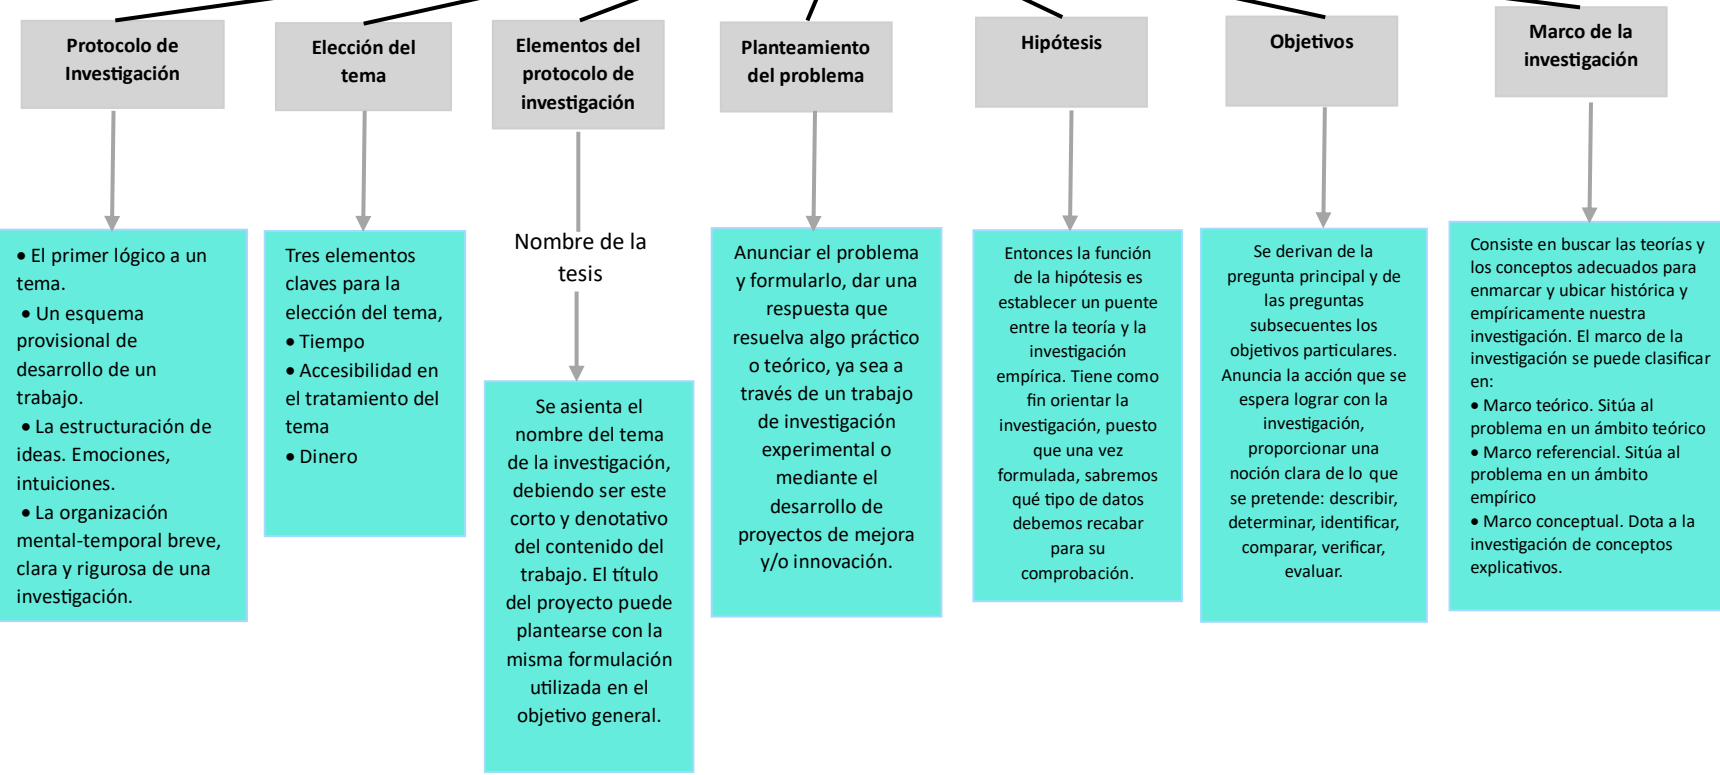 Protocolo de
Investigación
• El primer lógico a un
tema.
• Un esquema
provisional de
desarrollo de un
trabajo.
• La estructuración de
ideas. Emociones,
intuiciones.
• La organización
mental-temporal breve,
clara y rigurosa de una
investigación.
Elección del
tema
Tres elementos
claves para la
elección del tema,
• Tiempo
• Accesibilidad en
el tratamiento del
tema
• Dinero
Elementos del
protocolo de
investigación
Nombre de la
tesis
Se asienta el
nombre del tema
de la investigación,
debiendo ser este
corto y denotativo
del contenido del
trabajo. El título
del proyecto puede
plantearse con la
misma formulación
utilizada en el
objetivo general.
Planteamiento
del problema
Anunciar el problema
y formularlo, dar una
respuesta que
resuelva algo práctico
o teórico, ya sea a
través de un trabajo
de investigación
experimental o
mediante el
desarrollo de
proyectos de mejora
y/o innovación.
Hipótesis
Entonces la función
de la hipótesis es
establecer un puente
entre la teoría y la
investigación
empírica. Tiene como
fin orientar la
investigación, puesto
que una vez
formulada, sabremos
qué tipo de datos
debemos recabar
para su
comprobación.
Objetivos
Se derivan de la
pregunta principal y de
las preguntas
subsecuentes los
objetivos particulares.
Anuncia la acción que se
espera lograr con la
investigación,
proporcionar una
noción clara de lo que
se pretende: describir,
determinar, identificar,
comparar, verificar,
evaluar.
Marco de la
investigación
Consiste en buscar las teorías y
los conceptos adecuados para
enmarcar y ubicar histórica y
empíricamente nuestra
investigación. El marco de la
investigación se puede clasificar
en:
• Marco teórico. Sitúa al
problema en un ámbito teórico
• Marco referencial. Sitúa al
problema en un ámbito
empírico
• Marco conceptual. Dota a la
investigación de conceptos
explicativos.